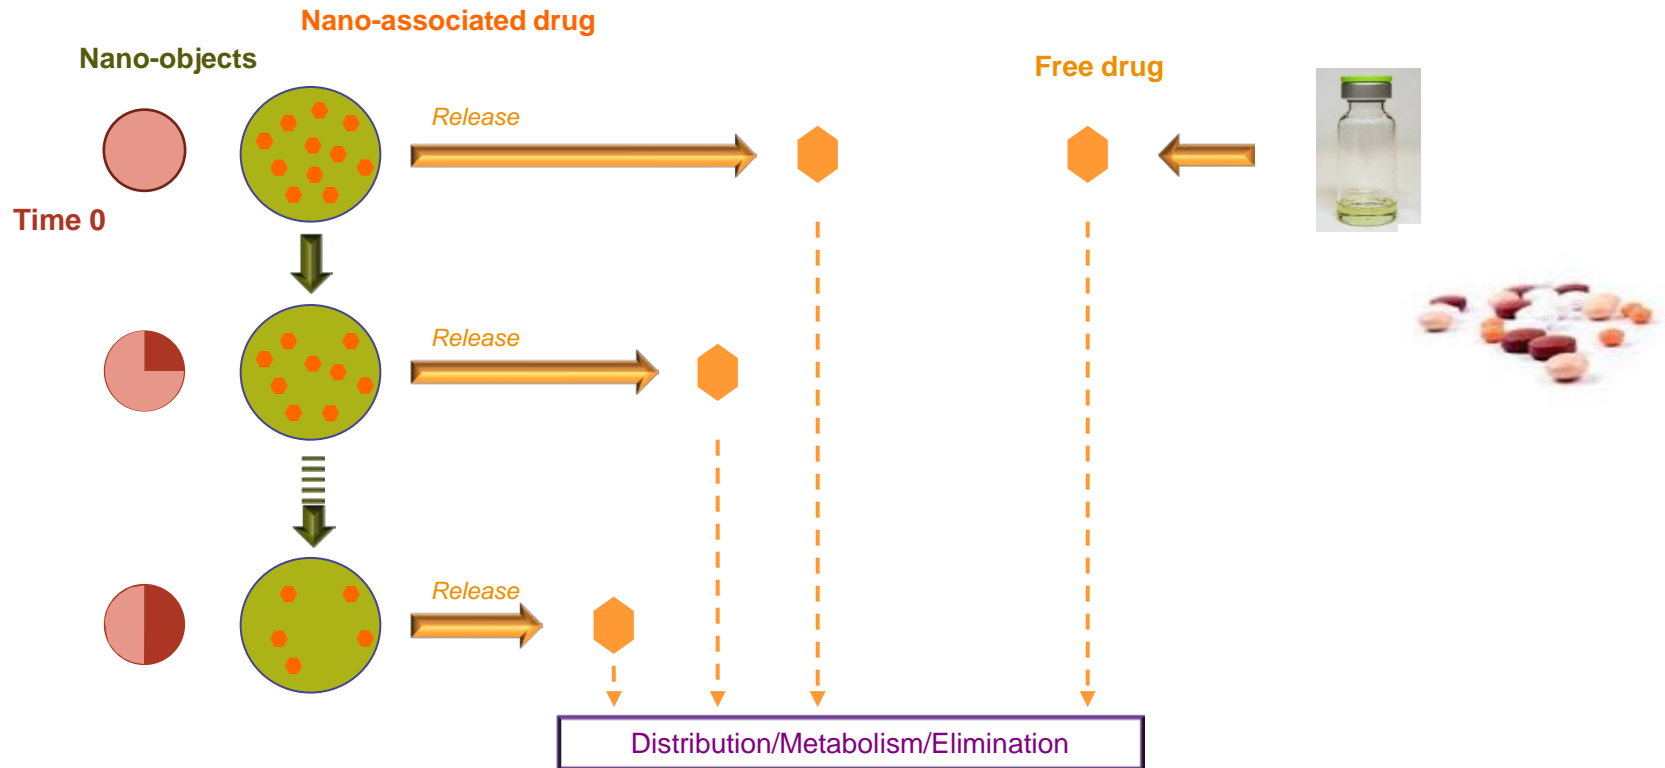 Nano-associated drug
Nano-objects
Free drug
Release
Time 0
Release
Release
Distribution/Metabolism/Elimination